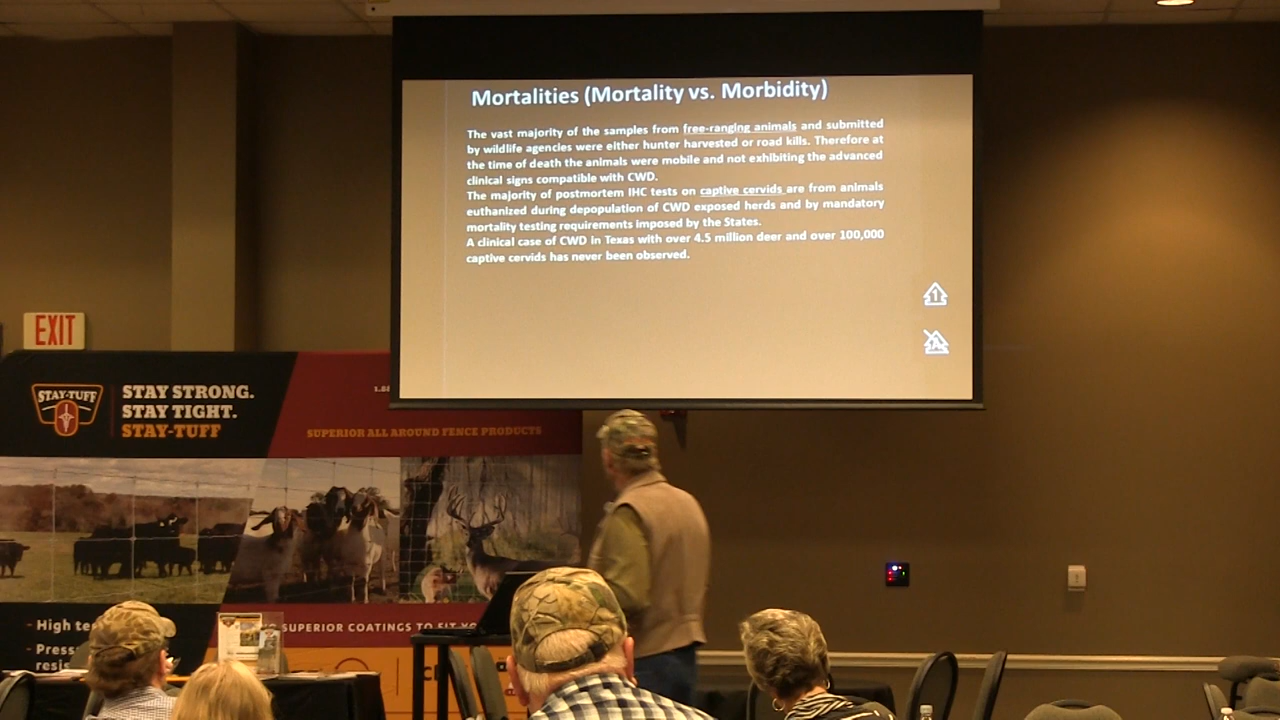 Mortalities (Mortality vs. Morbidity)
The vast majority of the samples from free-ranging animals and submitted
by wildlife agencies were either hunter harvested or road kills. Therefore at
the time of death the animals were mobile and not exhibiting the advanced
clinical signs compatible with CWD.
The majority of postmortem IHC tests on captive cervids are from animals
euthanized during depopulation of CWD exposed herds and by mandatory
mortality testing requirements imposed by the States.
A clinical case of CWD in Texas with over 4.5 million deer and over 100,000
captive cervids has never been observed.
1
EXIT
STAY-TUFF
STAY STRONG.
STAY TIGHT.
STAY-TUFF
SUPERIOR ALL AROUND FENCE PRODUCTS
SUPERIOR COATINGS TO FIT
- High